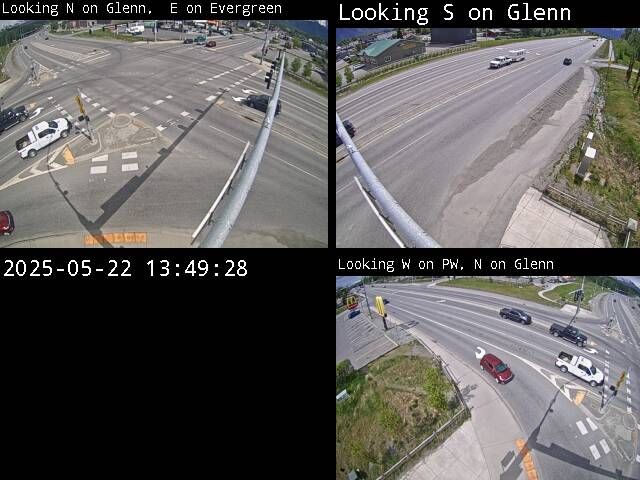 Looking N on Glenn,  E on Evergreen
Looking S on Glenn
2025-05-22 13:49:28
Looking W on PW, N on Glenn